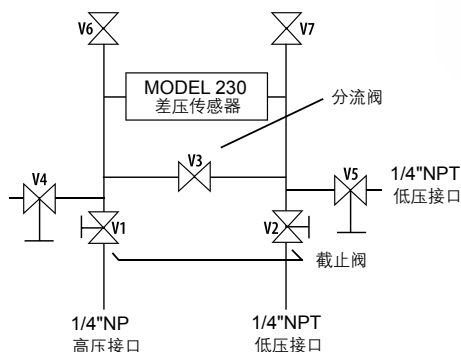 V6
V7
MODEL 230
差压传感器
分流阀
V3
V4
V5
1/4"NPT
低压接口
V1
V2
截止阀
1/4"NP
高压接口
1/4"NPT
低压接口